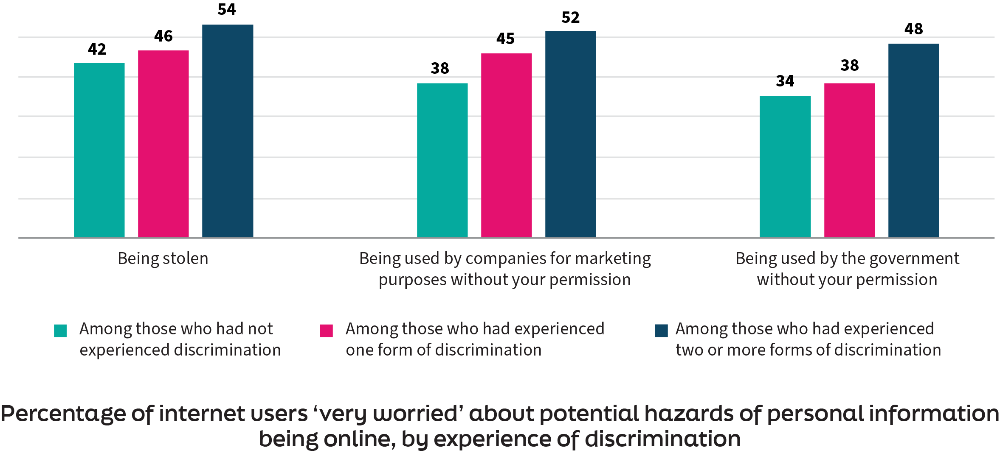 54
52
48
46
45
42
38
38
34
Being stolen
Being used by companies for marketing
purposes without your permission
Being used by the government
without your permission
Among those who had not
experienced discrimination
Among those who had experienced
one form of discrimination
Among those who had experienced
two or more forms of discrimination
Percentage of internet users ‘very worried’ about potential hazards of personal information
being online, by experience of discrimination